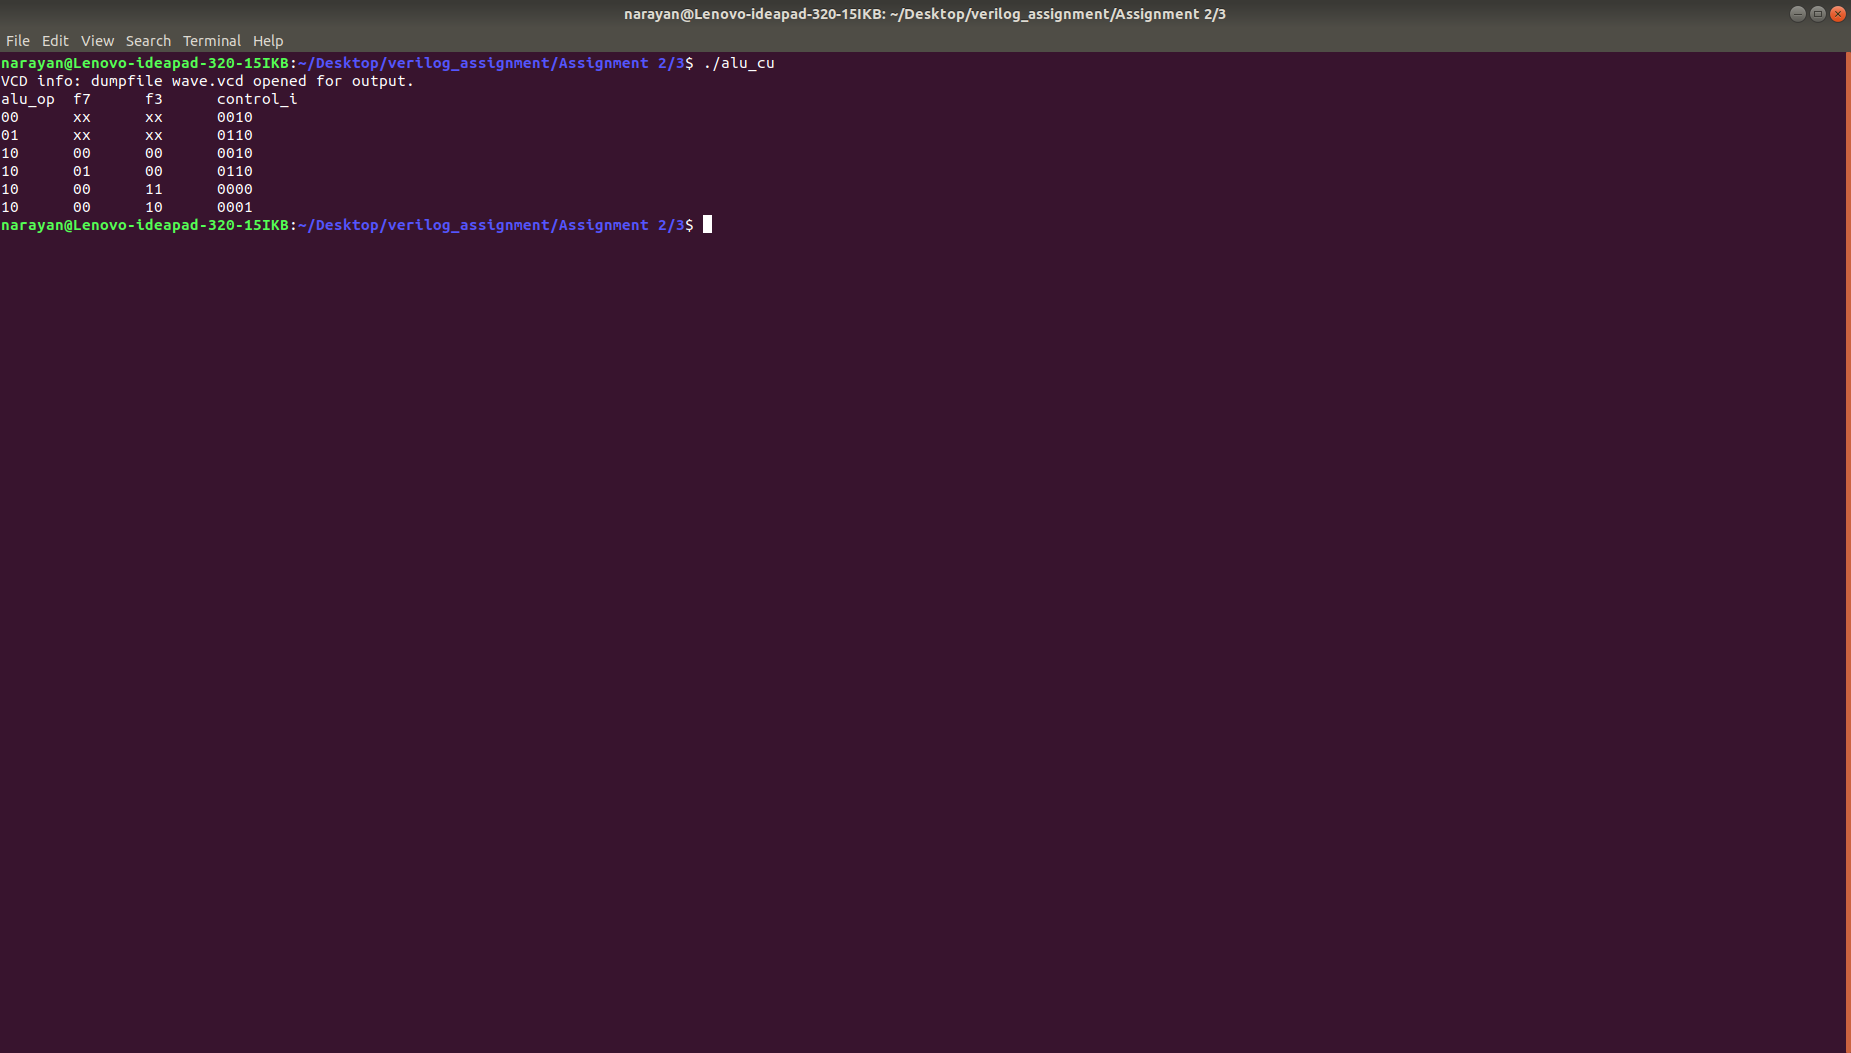 narayan@Lenovo-ideapad-320-15IKB: ~/Desktop/verilog_assignment/Assignment 2/3
File Edit View Search Terminal Help
narayan@Lenovo-ideapad-320-15IKB:~/Desktop/verilog_assignment/Assignment 2/3$ ./alu_cu
VCD info: dumpfile wave.vcd opened for output.
alu_op  f7      f3      control_i
00      xx      xx      0010
01      xx      xx      0110
10      00      00      0010
10      01      00      0110
10      00      11      0000
10      00      10      0001
narayan@Lenovo-ideapad-320-15IKB:~/Desktop/verilog_assignment/Assignment 2/3$